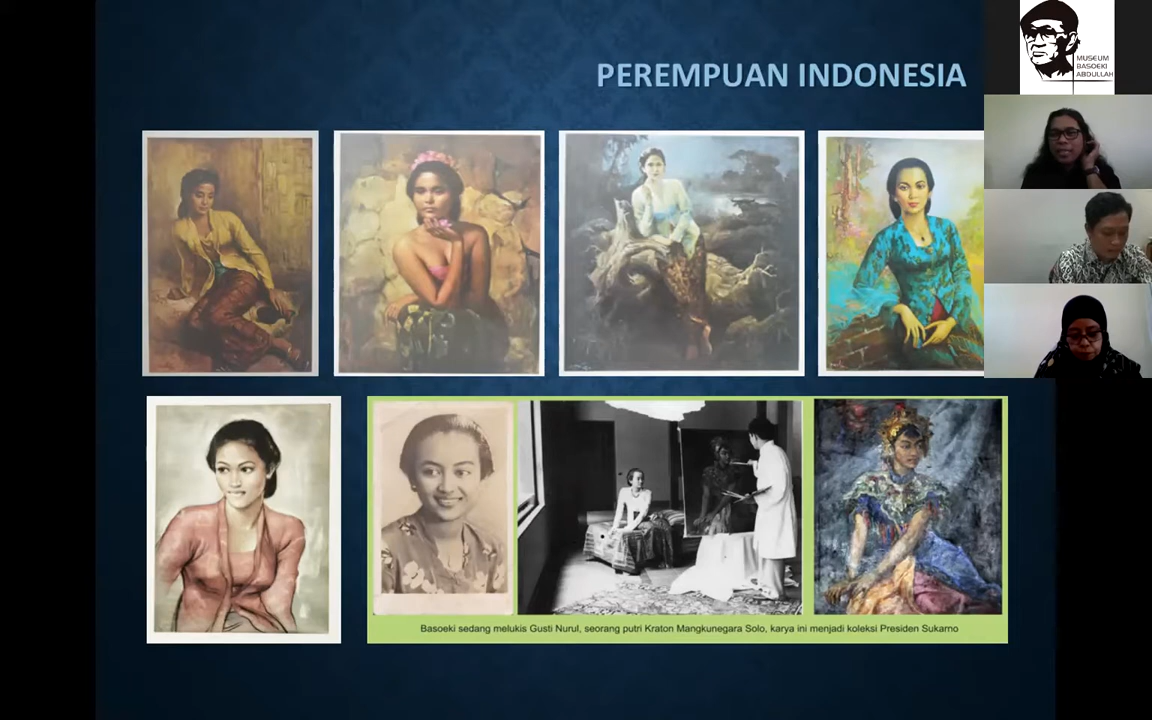 PEREMPUAN INDONESIA
MUSEUM
BASOEKI
ABDULLAH
Basoeki sedang melukis Gusti Nurul, seorang putri Kraton Mangkunegara Solo, karya ini menjadi koleksi Presiden Sukarno